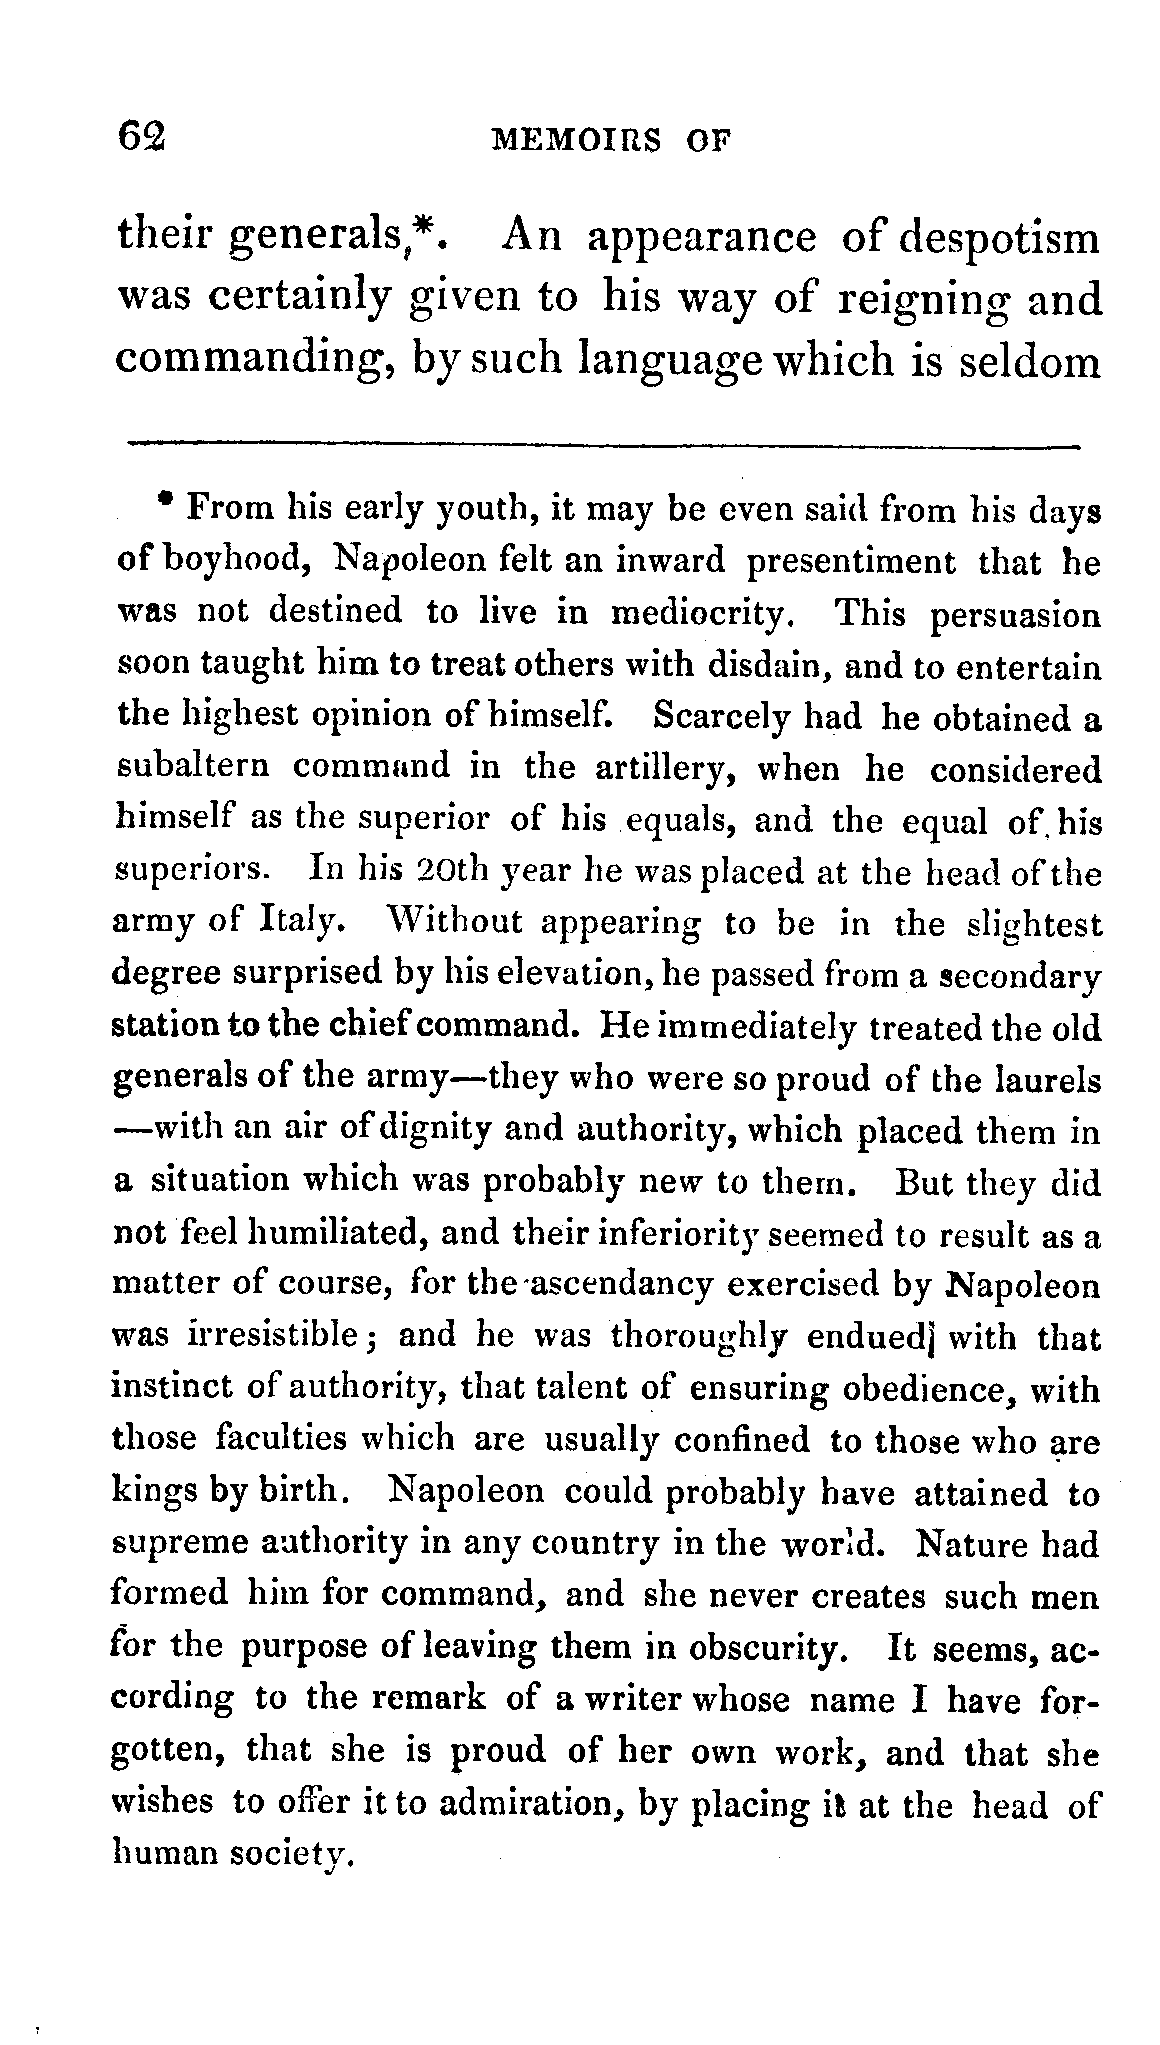 62 MEMOIRS OF
their generals,*. An appearance of despotism
was certainly given to his way of reigning and
commanding, by such language which is seldom
* From his early youth, it may be even said from his days
of boyhood, Napoleon felt an inward presentiment that he
was not destined to live in mediocrity. This persuasion
soon taught him to treat others with disdain, and to entertain
the highest opinion of himself. Scarcely had he obtained a
subaltern command in the artillery, when he considered
himself as the superior of his equals, and the equal of his
superiors. In his 20th year he was placed at the head of the
army of Italy. Without appearing to be in the slightest
degree surprised by his elevation, he passed from a secondary
station to the chief command. He immediately treated the old
generals of the army—they who were so proud of the laurels
—with an air of dignity and authority, which placed them in
a situation which was probably new to them. But they did
not feel humiliated, and their inferiority seemed to result as a
matter of course, for the ascendancy exercised by Napoleon
was irresistible; and he was thoroughly endued with that
instinct of authority, that talent of ensuring obedience, with
those faculties which are usually confined to those who are
kings by birth. Napoleon could probably have attained to
supreme authority in any country in the world. Nature had
formed him for command, and she never creates such men
for the purpose of leaving them in obscurity. It seems, ac-
cording to the remark of a writer whose name I have for-
gotten, that she is proud of her own work, and that she
wishes to offer it to admiration, by placing it at the head of
human society.